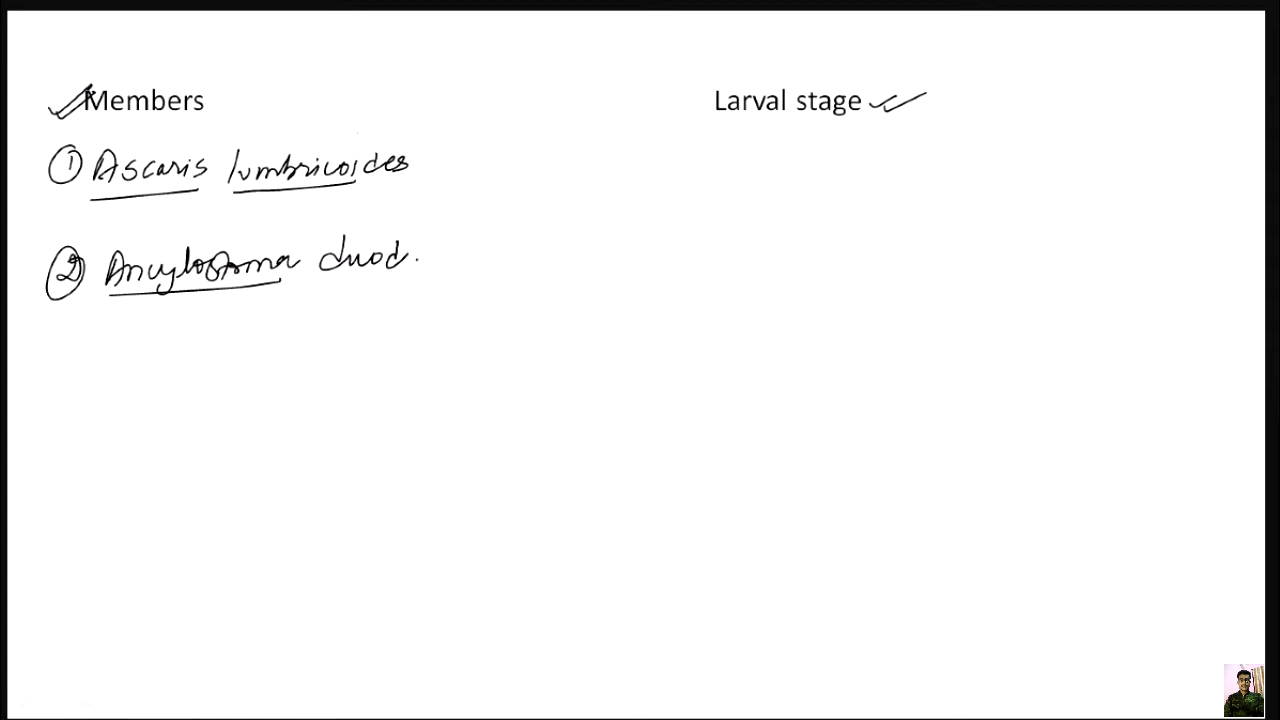 Members
Larval stage
① Ascaris lumbricoides
② Ancylostoma duod.